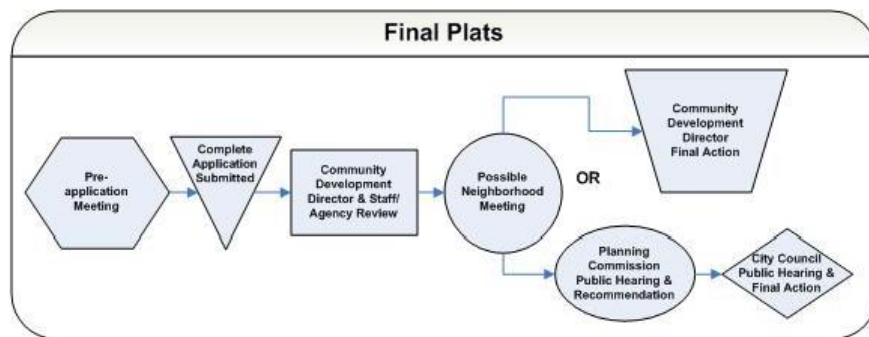 Final Plats
Pre-
application
Meeting
Complete
Application
Submitted
Community
Development
Director & Staff/
Agency Review
Possible
Neighborhood
Meeting
OR
Community
Development
Director
Final Action
Planning
Commission
Public Hearing &
Recommendation
City Council
Public Hearing &
Final Action